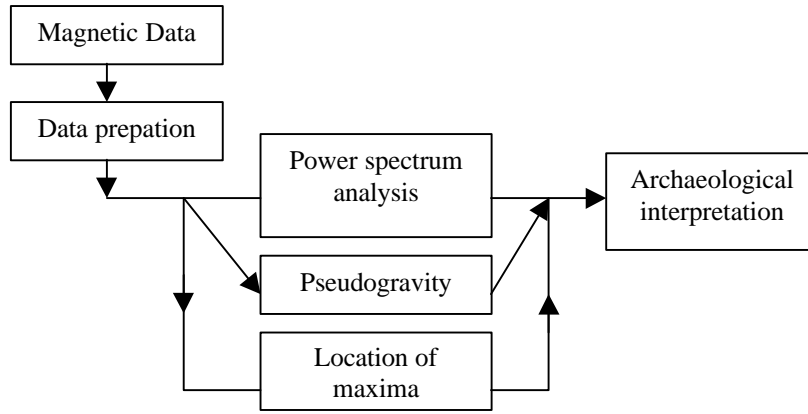 Magnetic Data
Data prepation
Power spectrum
analysis
Archaeological
interpretation
Pseudogravity
Location of
maxima